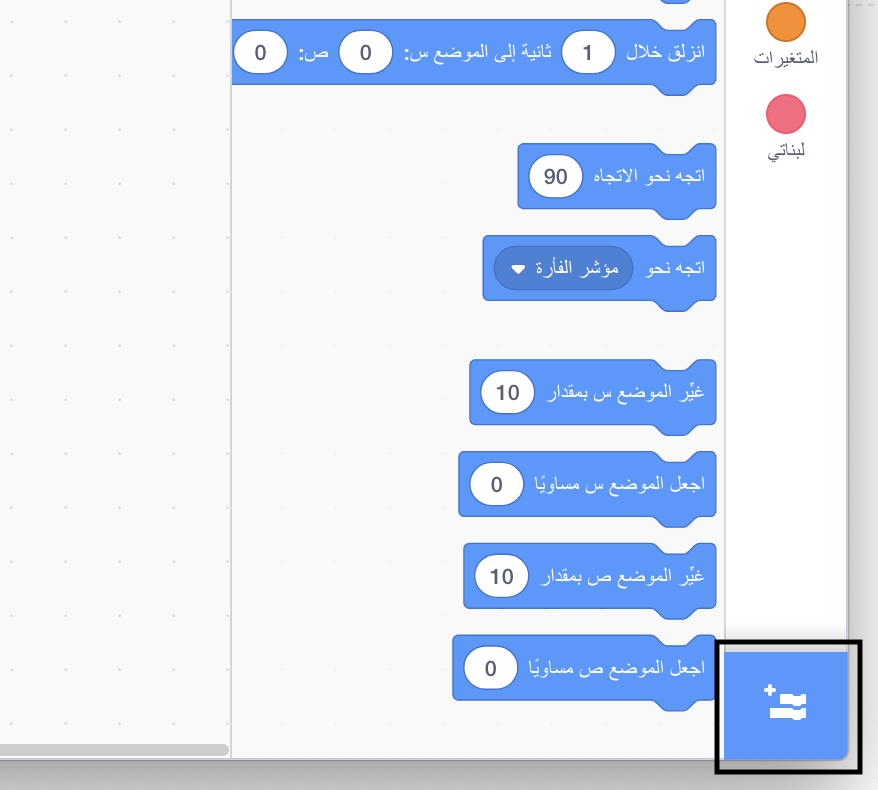 المتغيرات
لبناتي
انزلق خلال 1 ثانية إلى الموضع س: 0 ص: 0
اتجه نحو الاتجاه 90
اتجه نحو مؤشر الفأرة
غيِّر الموضع س بمقدار 10
اجعل الموضع س مساويًا 0
غيِّر الموضع ص بمقدار 10
اجعل الموضع ص مساويًا 0